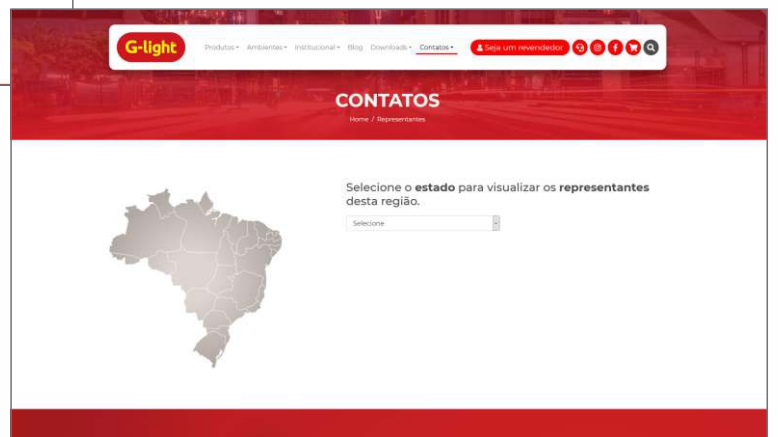 G-light
Produtos Ambientes Institucional Blog Downloads Contatos Seja um revendedor
CONTATOS
Home / Representantes
Selecione o estado para visualizar os representantes
desta região.
Selecione